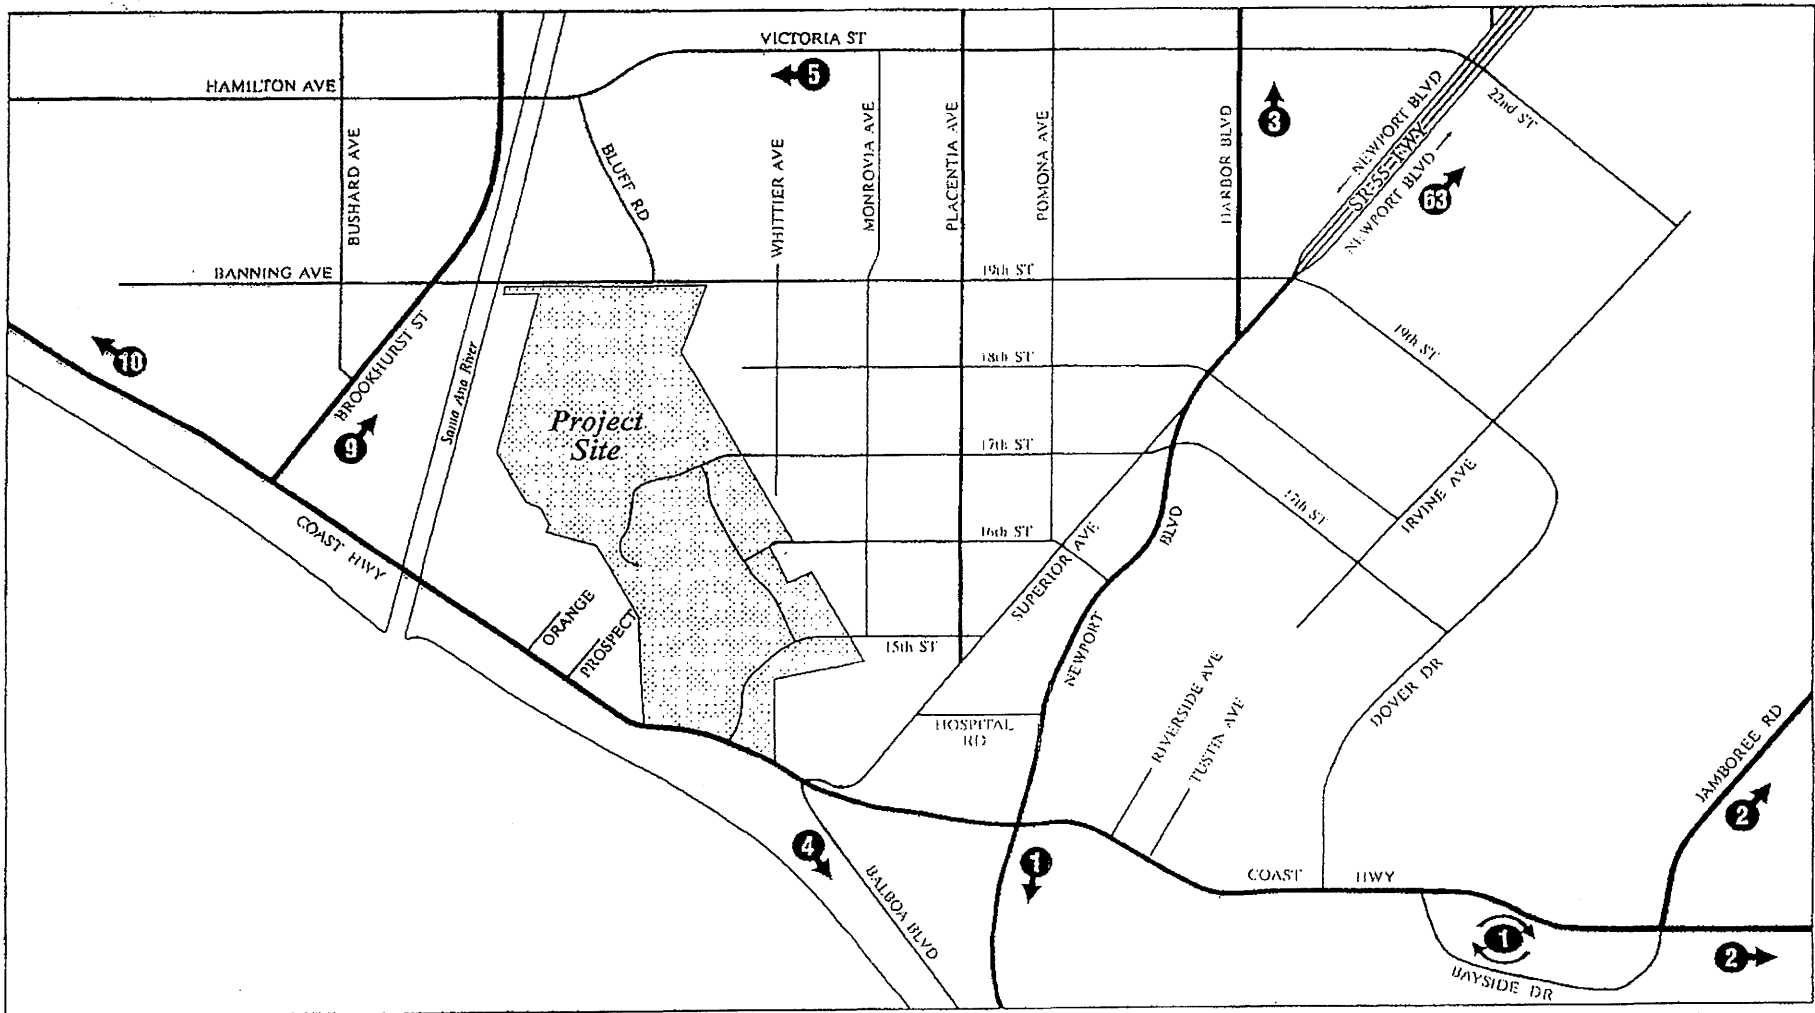 VICTORIA ST
5
HAMILTON AVE
BUSHARD AVE
BLUFF RD
WHITTIER AVE
MONROVIA AVE
PLACENTIA AVE
POMONA AVE
HARBOR BLVD
3
NEWPORT BLVD
SR-55 FWY
NEWPORT BLVD
63
22nd ST
BANNING AVE
19th ST
10
BROOKHURST ST
9
Santa Ana River
Project
Site
18th ST
19th ST
17th ST
17th ST
IRVINE AVE
16th ST
SUPERIOR AVE
NEWPORT
BLVD
COAST HWY
ORANGE
PROSPECT
15th ST
HOSPITAL
RD
RIVERSIDE AVE
TUSTIN AVE
DOVER DR
JAMBOREE RD
2
4
BALBOA BLVD
1
COAST
HWY
1
BAYSIDE DR
2